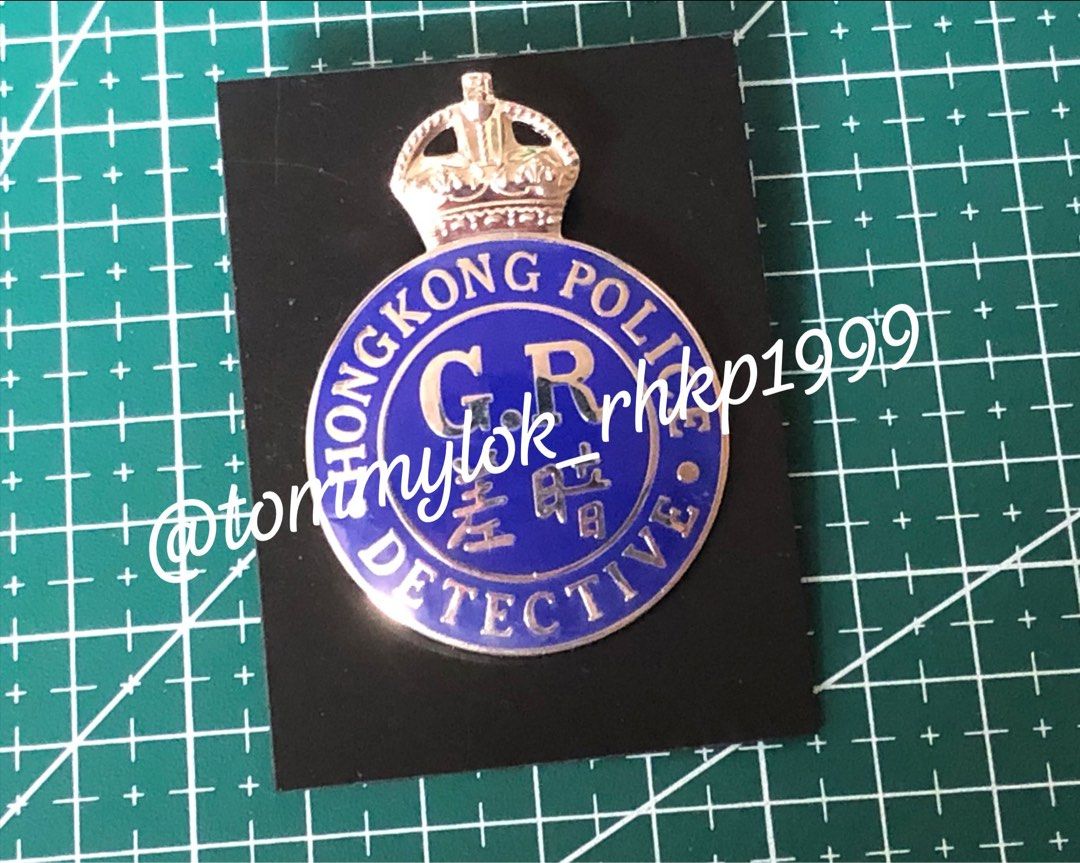 HONGKONG POLICE
G.R
差暗
DETECTIVE
@tommylok_rhkp1999